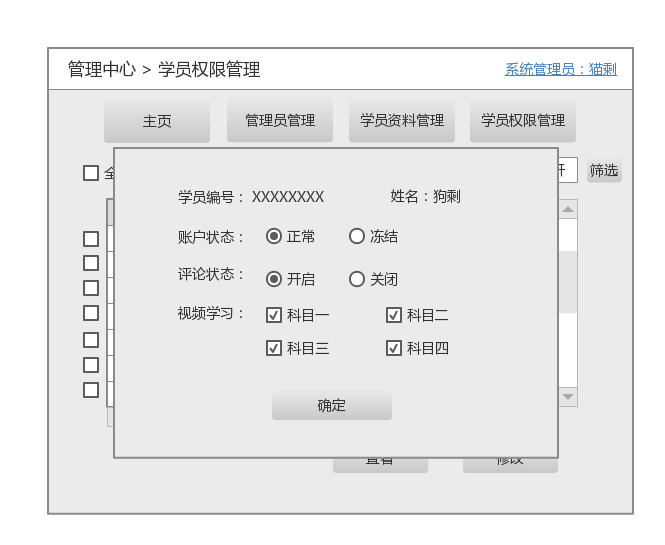 管理中心 > 学员权限管理
系统管理员：猫剩
主页
管理员管理
学员资料管理
学员权限管理
筛选
学员编号： XXXXXXXX
姓名：狗剩
账户状态：
正常
冻结
评论状态：
开启
关闭
视频学习：
科目一
科目二
科目三
科目四
确定
查看
修改